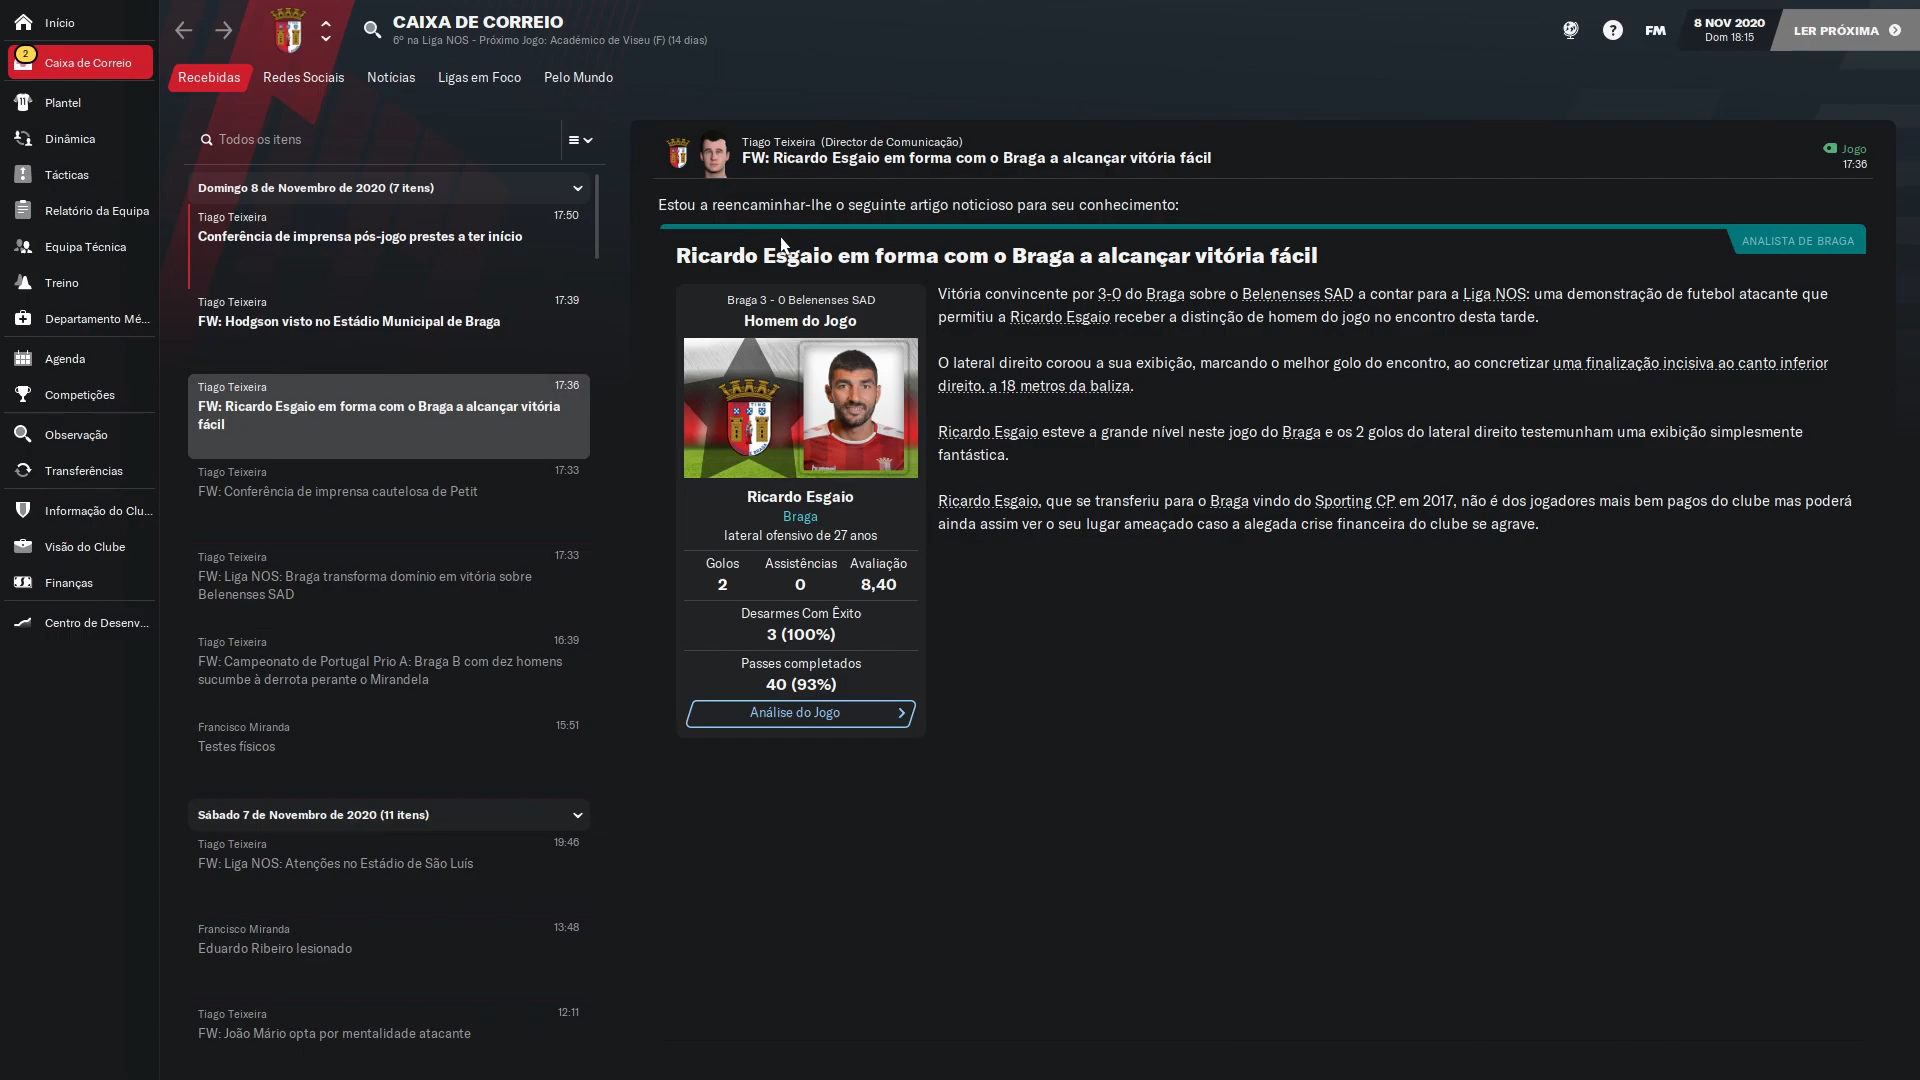 Início
2
Caixa de Correio
Plantel
Dinâmica
Tácticas
Relatório da Equipa
Equipa Técnica
Treino
Departamento Mé...
Agenda
Competições
Observação
Transferências
Informação do Clu...
Visão do Clube
Finanças
Centro de Desenv...
CAIXA DE CORREIO
6º na Liga NOS - Próximo Jogo: Académico de Viseu (F) (14 dias)
?
FM
8 NOV 2020
Dom 18:15
LER PRÓXIMA
Recebidas
Redes Sociais
Notícias
Ligas em Foco
Pelo Mundo
Todos os itens
Domingo 8 de Novembro de 2020 (7 itens)
Tiago Teixeira
17:50
Conferência de imprensa pós-jogo prestes a ter início
Tiago Teixeira
17:39
FW: Hodgson visto no Estádio Municipal de Braga
Tiago Teixeira
17:36
FW: Ricardo Esgaio em forma com o Braga a alcançar vitória
fácil
Tiago Teixeira
17:33
FW: Conferência de imprensa cautelosa de Petit
Tiago Teixeira
17:33
FW: Liga NOS: Braga transforma domínio em vitória sobre
Belenenses SAD
Tiago Teixeira
16:39
FW: Campeonato de Portugal Prio A: Braga B com dez homens
sucumbe à derrota perante o Mirandela
Francisco Miranda
15:51
Testes físicos
Sábado 7 de Novembro de 2020 (11 itens)
Tiago Teixeira
19:46
FW: Liga NOS: Atenções no Estádio de São Luís
Francisco Miranda
13:48
Eduardo Ribeiro lesionado
Tiago Teixeira
12:11
FW: João Mário opta por mentalidade atacante
Tiago Teixeira (Director de Comunicação)
FW: Ricardo Esgaio em forma com o Braga a alcançar vitória fácil
Jogo
17:36
Estou a reencaminhar-lhe o seguinte artigo noticioso para seu conhecimento:
ANALISTA DE BRAGA
Ricardo Esgaio em forma com o Braga a alcançar vitória fácil
Braga 3 - 0 Belenenses SAD
Homem do Jogo
Ricardo Esgaio
Braga
lateral ofensivo de 27 anos
Golos
Assistências
Avaliação
2
0
8,40
Desarmes Com Êxito
3 (100%)
Passes completados
40 (93%)
Análise do Jogo
Vitória convincente por 3-0 do Braga sobre o Belenenses SAD a contar para a Liga NOS: uma demonstração de futebol atacante que
permitiu a Ricardo Esgaio receber a distinção de homem do jogo no encontro desta tarde.
O lateral direito coroou a sua exibição, marcando o melhor golo do encontro, ao concretizar uma finalização incisiva ao canto inferior
direito, a 18 metros da baliza.
Ricardo Esgaio esteve a grande nível neste jogo do Braga e os 2 golos do lateral direito testemunham uma exibição simplesmente
fantástica.
Ricardo Esgaio, que se transferiu para o Braga vindo do Sporting CP em 2017, não é dos jogadores mais bem pagos do clube mas poderá
ainda assim ver o seu lugar ameaçado caso a alegada crise financeira do clube se agrave.